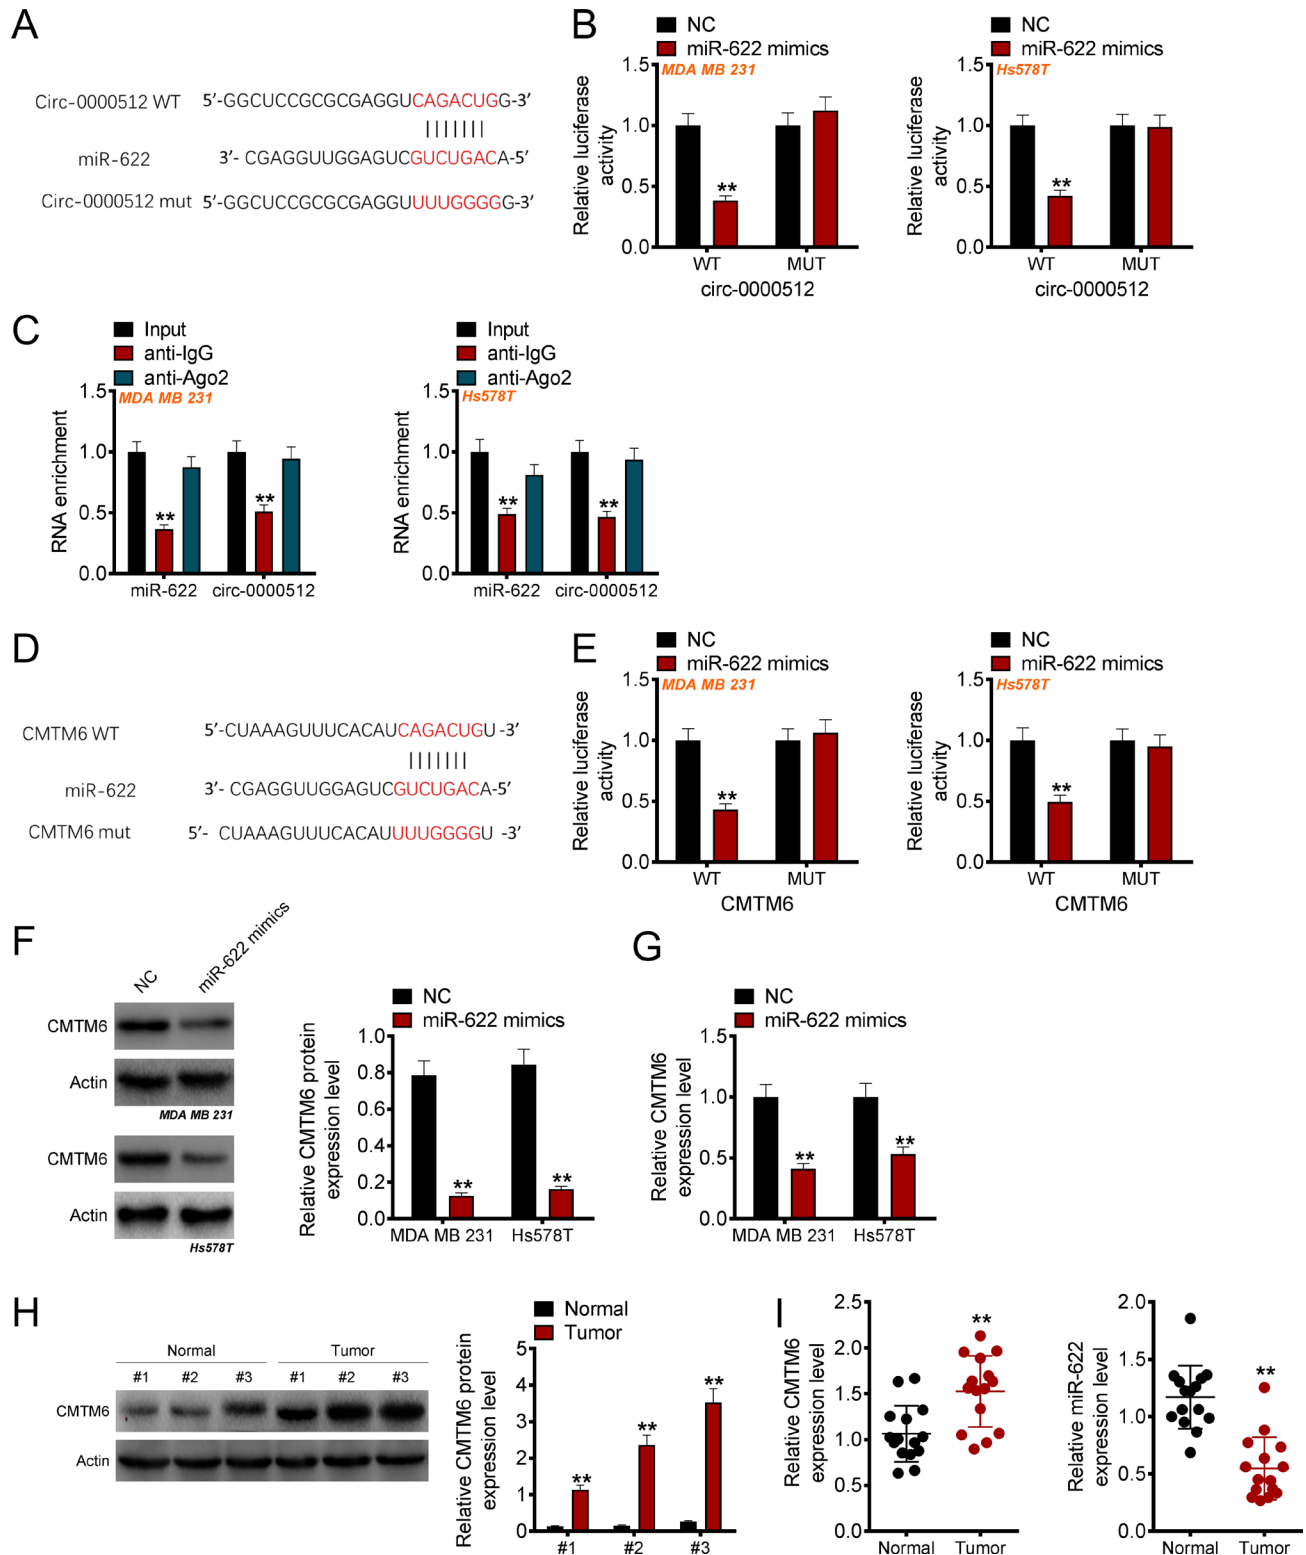 A
Circ-0000512 WT 5′-GGCUCCGCGCGAGGUCAGACUGG-3′
miR-622 3′- CGAGGUUGGAGUCGUCUGACA-5′
Circ-0000512 mut 5′-GGCUCCGCGCGAGGUUUUGGGGG-3′
B
NC
miR-622 mimics
MDA MB 231
Relative luciferase activity
1.5
1.0
0.5
0.0
WT MUT
circ-0000512
NC
miR-622 mimics
Hs578T
Relative luciferase activity
1.5
1.0
0.5
0.0
WT MUT
circ-0000512
C
Input
anti-IgG
anti-Ago2
MDA MB 231
RNA enrichment
1.5
1.0
0.5
0.0
** **
miR-622 circ-0000512
Input
anti-IgG
anti-Ago2
Hs578T
RNA enrichment
1.5
1.0
0.5
0.0
** **
miR-622 circ-0000512
D
CMTM6 WT 5′-CUAAAGUUUCACAUCAGACUGU -3′
miR-622 3′- CGAGGUUGGAGUCGUCUGACA-5′
CMTM6 mut 5′- CUAAAGUUUCACAUUUUGGGGU -3′
E
NC
miR-622 mimics
MDA MB 231
Relative luciferase activity
1.5
1.0
0.5
0.0
**
WT MUT
CMTM6
NC
miR-622 mimics
Hs578T
Relative luciferase activity
1.5
1.0
0.5
0.0
**
WT MUT
CMTM6
F
NC miR-622 mimics
CMTM6
Actin
MDA MB 231
CMTM6
Actin
Hs578T
NC
miR-622 mimics
Relative CMTM6 protein expression level
1.0
0.8
0.6
0.4
0.2
0.0
** **
MDA MB 231 Hs578T
G
NC
miR-622 mimics
Relative CMTM6 expression level
1.5
1.0
0.5
0.0
** **
MDA MB 231 Hs578T
H
Normal Tumor
#1 #2 #3 #1 #2 #3
CMTM6
Actin
Normal
Tumor
Relative CMTM6 protein expression level
5
4
3
2
1
0
** ** **
#1 #2 #3
I
Relative CMTM6 expression level
2.5
2.0
1.5
1.0
0.5
0.0
**
Normal Tumor
Relative miR-622 expression level
2.0
1.5
1.0
0.5
0.0
**
Normal Tumor